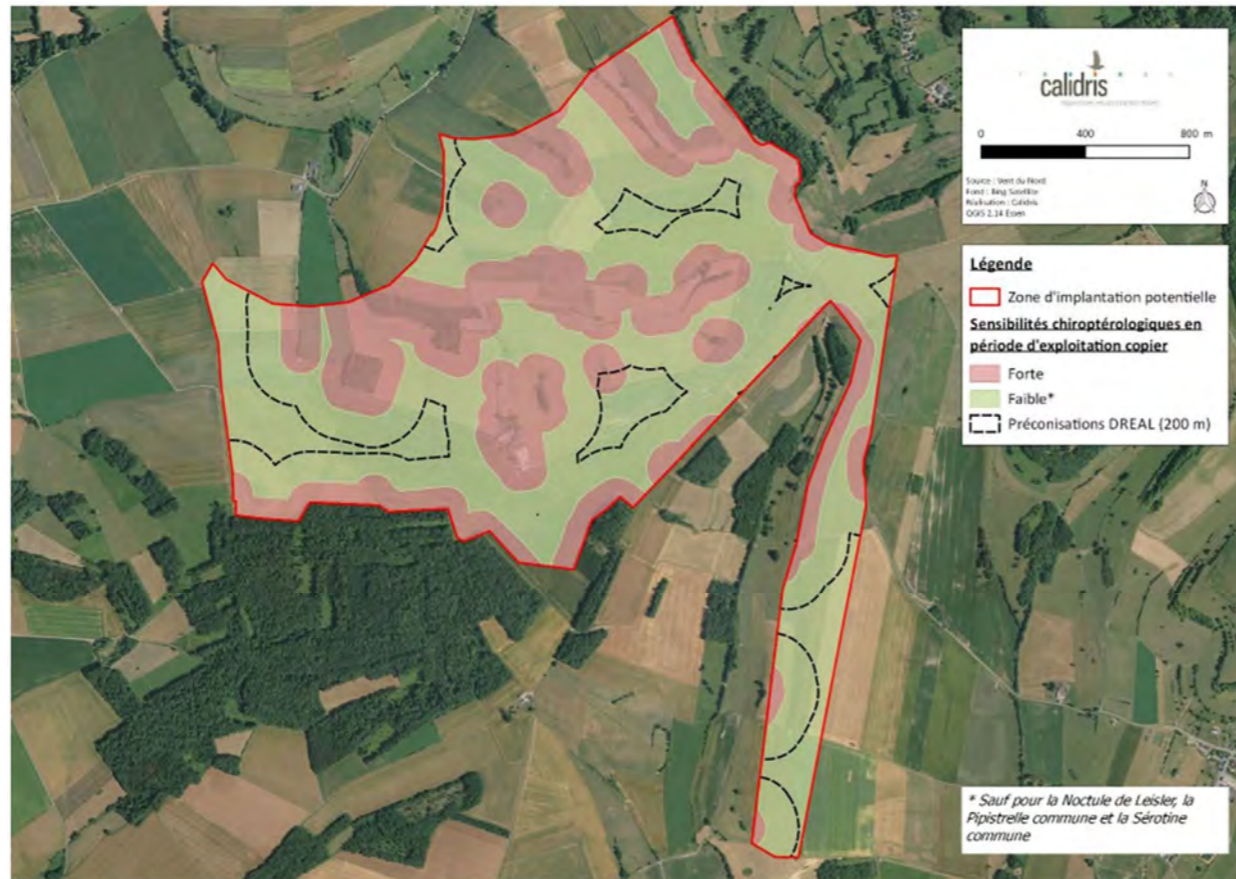 calidris
0 400 800 m
Source : Vent du Nord
Fond : Bing Satellite
Réalisation : Calidris
QGIS 2.14 Essen
N
Légende
Zone d'implantation potentielle
Sensibilités chiroptérologiques en
période d'exploitation copier
Forte
Faible*
Préconisations DREAL (200 m)
* Sauf pour la Noctule de Leisler, la
Pipistrelle commune et la Sérotine
commune